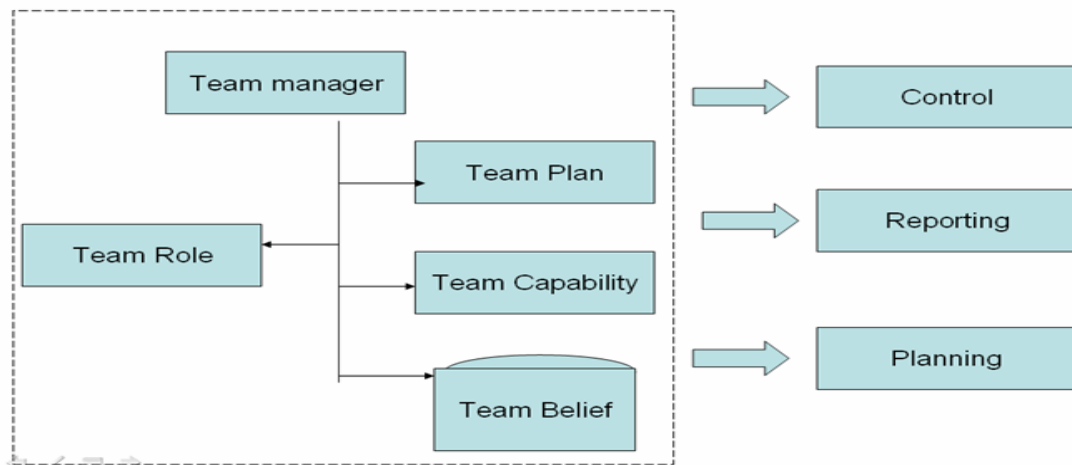 Team manager
Control
Team Plan
Reporting
Team Role
Team Capability
Planning
Team Belief